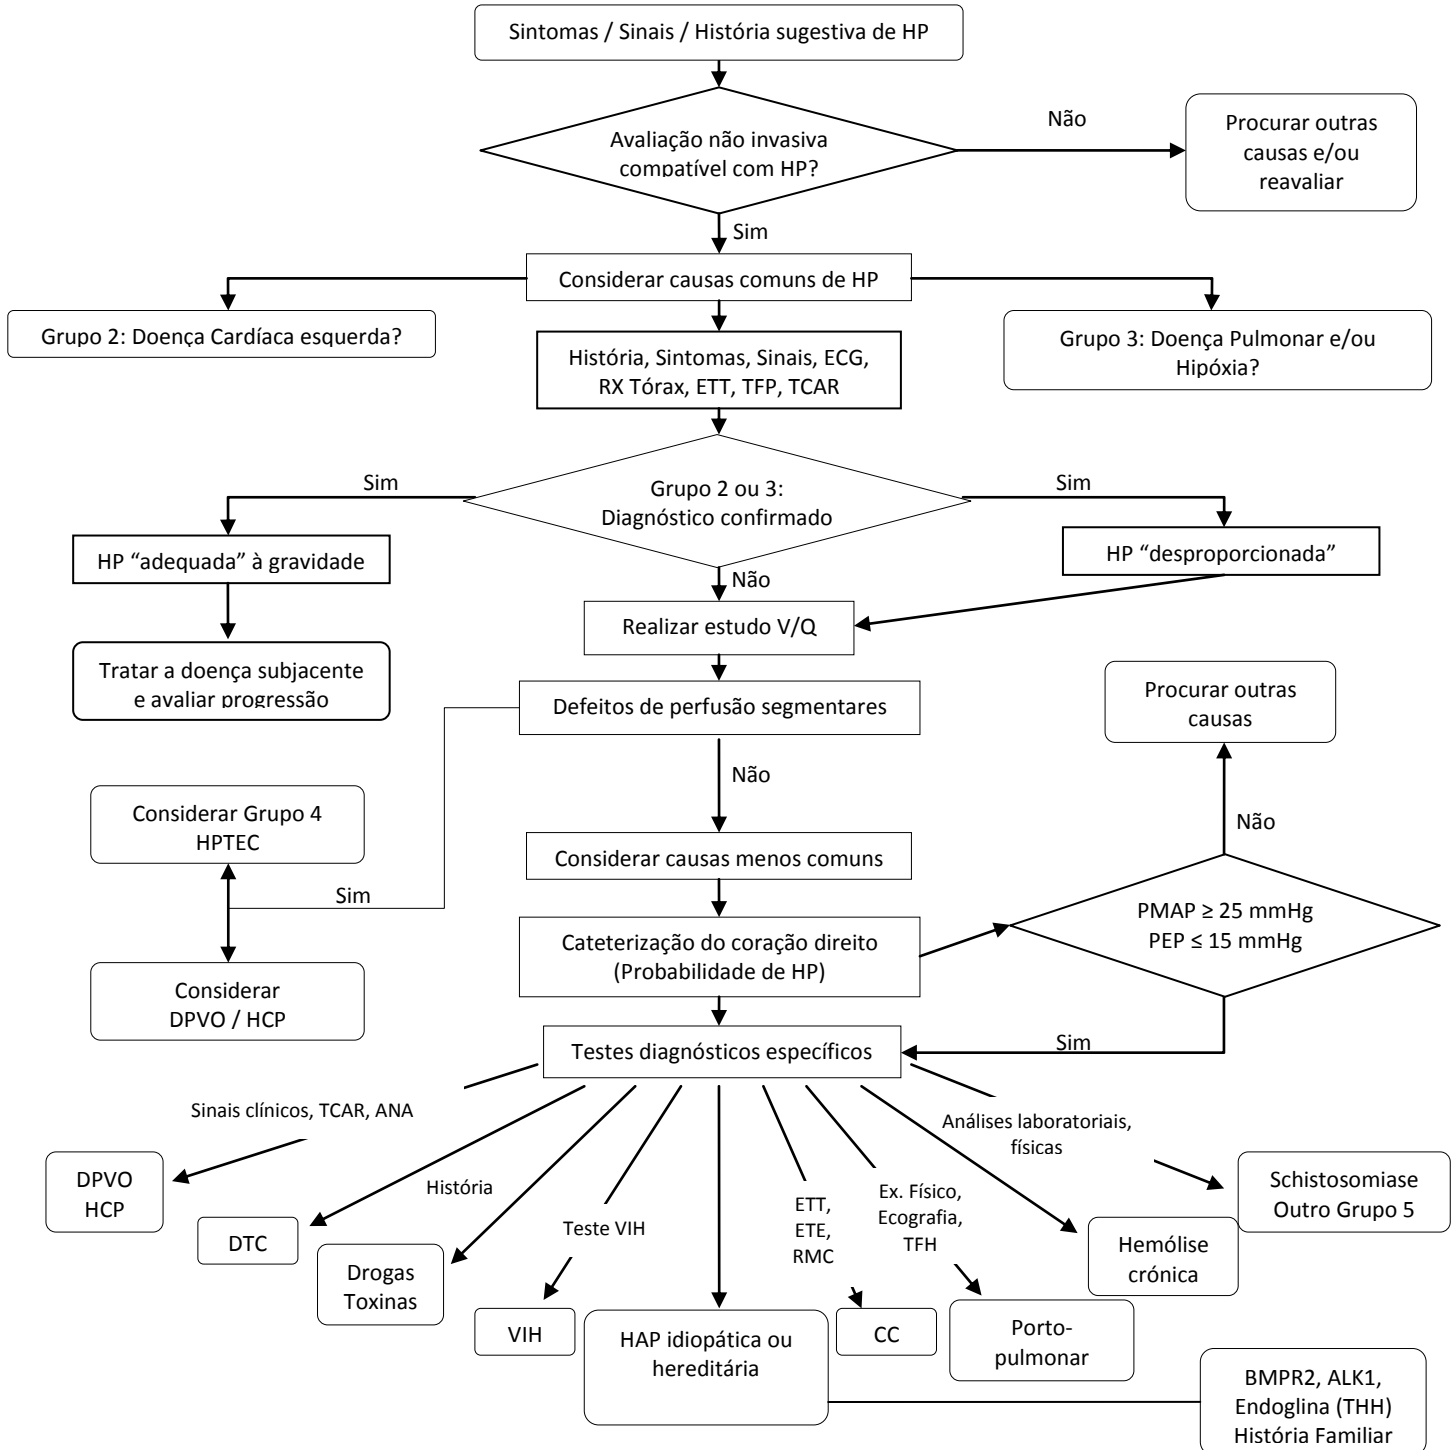 Sintomas / Sinais / História sugestiva de HP
Avaliação não invasiva
compatível com HP?
Não
Procurar outras
causas e/ou
reavaliar
Sim
Considerar causas comuns de HP
Grupo 2: Doença Cardíaca esquerda?
Grupo 3: Doença Pulmonar e/ou
Hipóxia?
História, Sintomas, Sinais, ECG,
RX Tórax, ETT, TFP, TCAR
Sim
Grupo 2 ou 3:
Diagnóstico confirmado
Sim
HP “adequada” à gravidade
HP “desproporcionada”
Não
Realizar estudo V/Q
Tratar a doença subjacente
e avaliar progressão
Defeitos de perfusão segmentares
Procurar outras
causas
Não
Considerar Grupo 4
HPTEC
Não
Considerar causas menos comuns
Sim
PMAP ≥ 25 mmHg
PEP ≤ 15 mmHg
Cateterização do coração direito
(Probabilidade de HP)
Considerar
DPVO / HCP
Sim
Testes diagnósticos específicos
Sinais clínicos, TCAR, ANA
Análises laboratoriais,
físicas
DPVO
HCP
História
Teste VIH
ETT,
ETE,
RMC
Ex. Físico,
Ecografia,
TFH
Schistosomiase
Outro Grupo 5
DTC
Drogas
Toxinas
Hemólise
crónica
VIH
HAP idiopática ou
hereditária
CC
Porto-
pulmonar
BMPR2, ALK1,
Endoglina (THH)
História Familiar